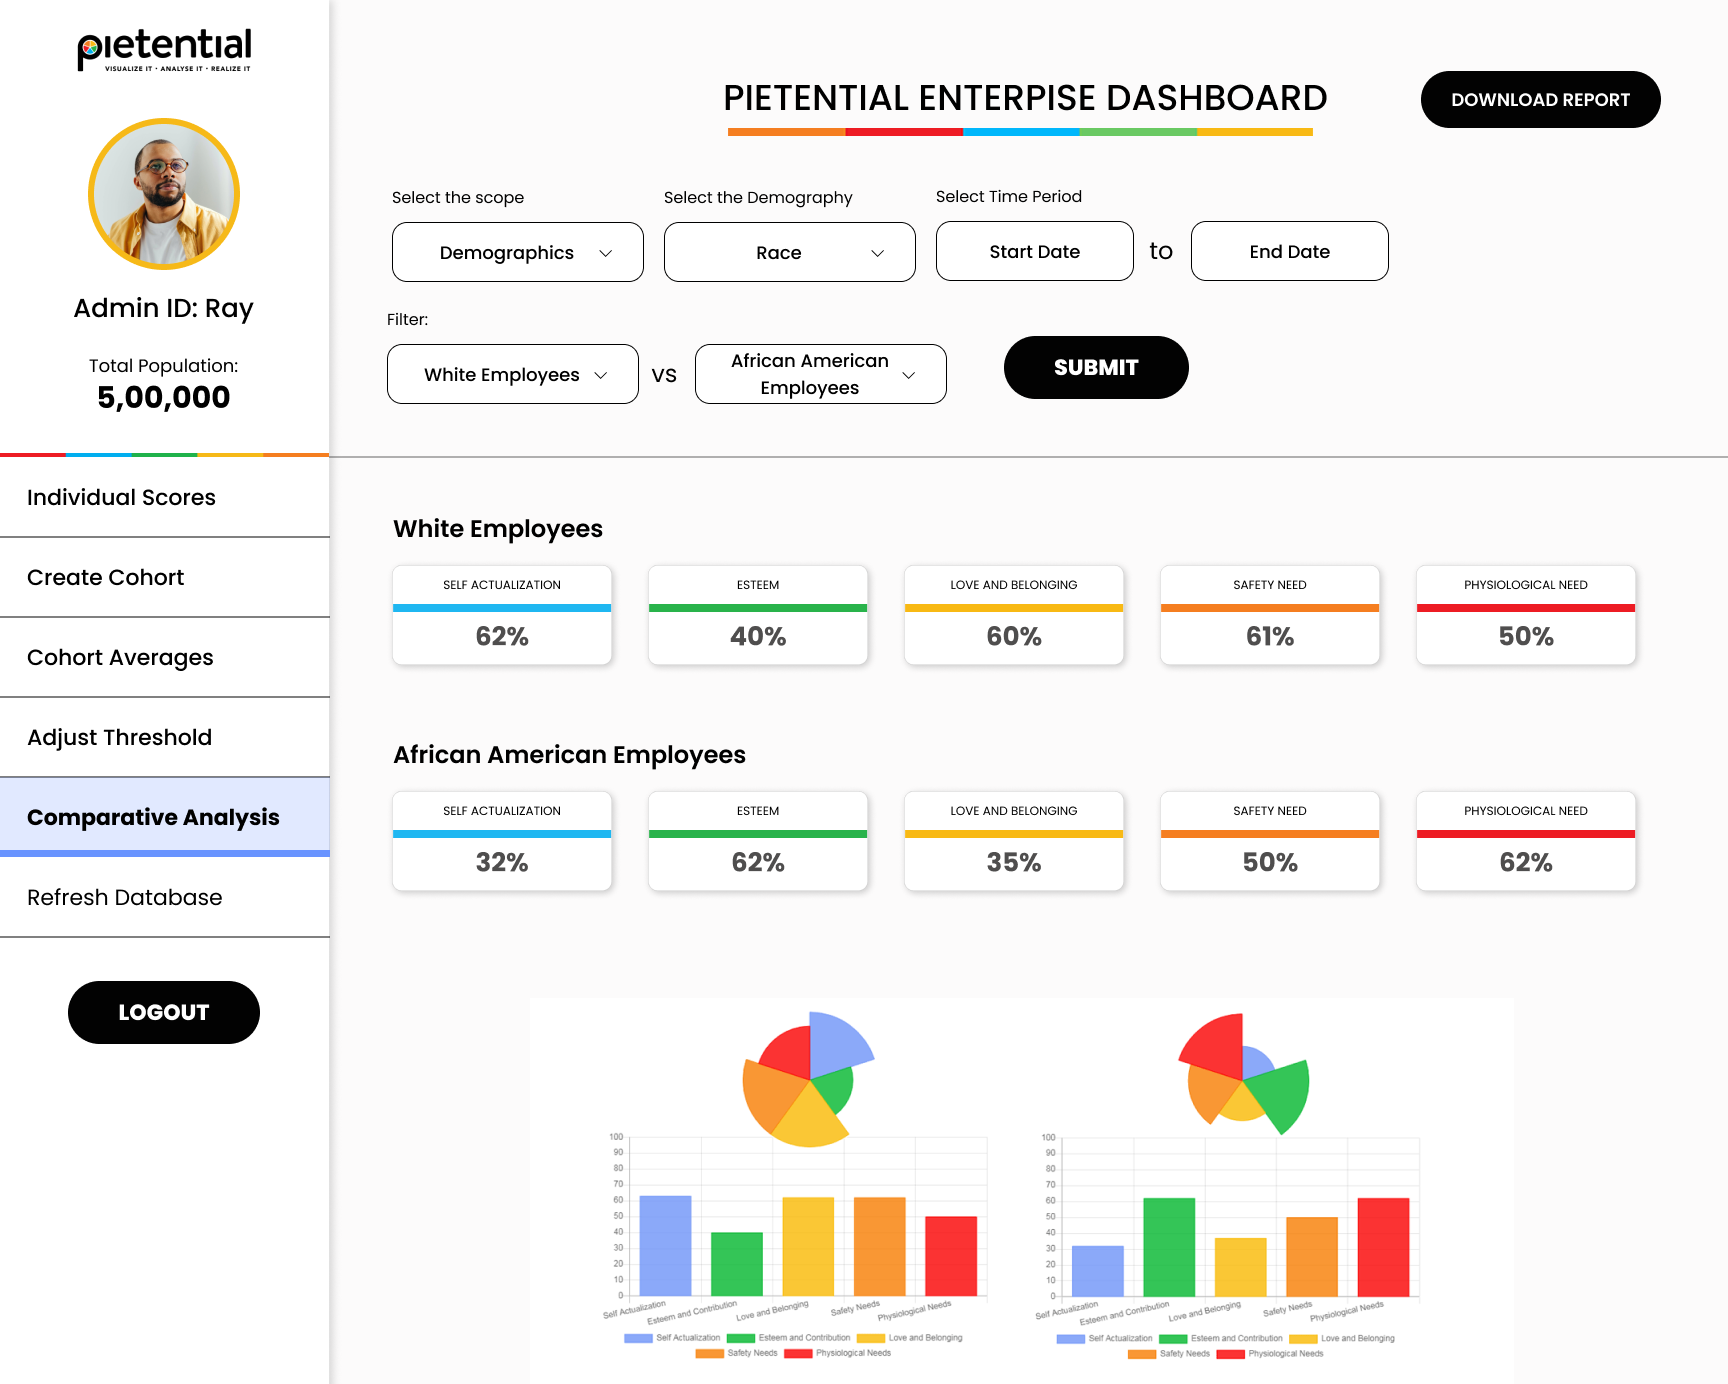 pietential
VISUALIZE IT • ANALYSE IT • REALIZE IT
Admin ID: Ray
Total Population:
5,00,000
Individual Scores
Create Cohort
Cohort Averages
Adjust Threshold
Comparative Analysis
Refresh Database
LOGOUT
PIETENTIAL ENTERPISE DASHBOARD
DOWNLOAD REPORT
Select the scope
Select the Demography
Select Time Period
Demographics
Race
Start Date
to
End Date
Filter:
White Employees
VS
African American
Employees
SUBMIT
White Employees
SELF ACTUALIZATION
ESTEEM
LOVE AND BELONGING
SAFETY NEED
PHYSIOLOGICAL NEED
62%
40%
60%
61%
50%
African American Employees
SELF ACTUALIZATION
ESTEEM
LOVE AND BELONGING
SAFETY NEED
PHYSIOLOGICAL NEED
32%
62%
35%
50%
62%
100
90
80
70
60
50
40
30
20
10
0
Self Actualization
Esteem and Contribution
Love and Belonging
Safety Needs
Physiological Needs
Self Actualization
Esteem and Contribution
Love and Belonging
Safety Needs
Physiological Needs
100
90
80
70
60
50
40
30
20
10
0
Self Actualization
Esteem and Contribution
Love and Belonging
Safety Needs
Physiological Needs
Self Actualization
Esteem and Contribution
Love and Belonging
Safety Needs
Physiological Needs